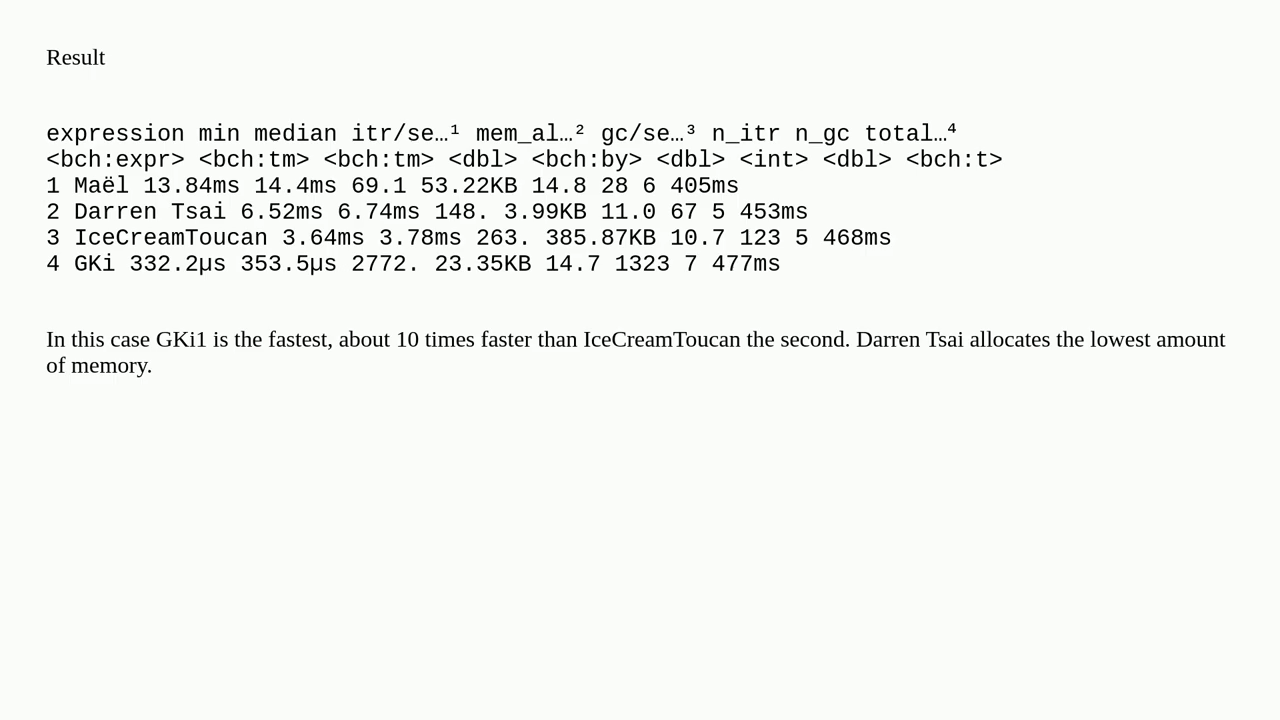 Result
expression min median itr/se…¹ mem_al…² gc/se…³ n_itr n_gc total…⁴
<bch:expr> <bch:tm> <bch:tm> <dbl> <bch:by> <dbl> <int> <dbl> <bch:t>
1 Maël 13.84ms 14.4ms 69.1 53.22KB 14.8 28 6 405ms
2 Darren Tsai 6.52ms 6.74ms 148. 3.99KB 11.0 67 5 453ms
3 IceCreamToucan 3.64ms 3.78ms 263. 385.87KB 10.7 123 5 468ms
4 GKi 332.2µs 353.5µs 2772. 23.35KB 14.7 1323 7 477ms
In this case GKi1 is the fastest, about 10 times faster than IceCreamToucan the second. Darren Tsai allocates the lowest amount
of memory.